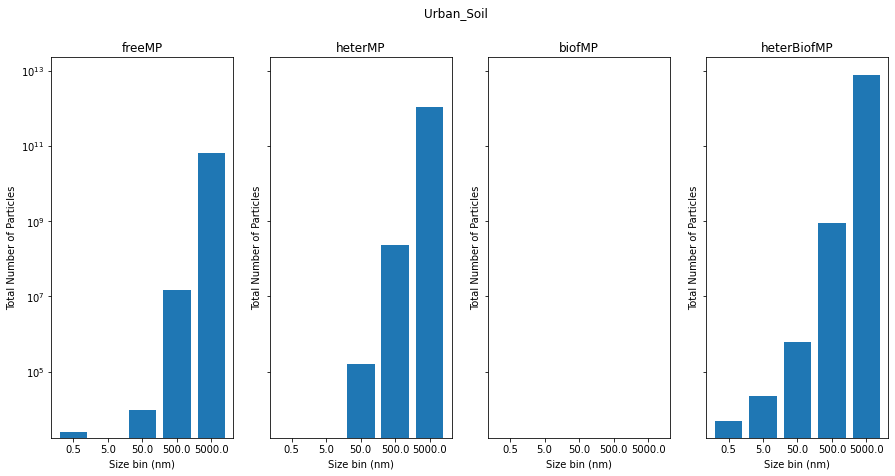 Urban_Soil
freeMP
heterMP
biofMP
heterBiofMP
Total Number of Particles
10^13
10^11
10^9
10^7
10^5
0.5 5.0 50.0 500.0 5000.0
Size bin (nm)
Total Number of Particles
0.5 5.0 50.0 500.0 5000.0
Size bin (nm)
Total Number of Particles
0.5 5.0 50.0 500.0 5000.0
Size bin (nm)
Total Number of Particles
0.5 5.0 50.0 500.0 5000.0
Size bin (nm)